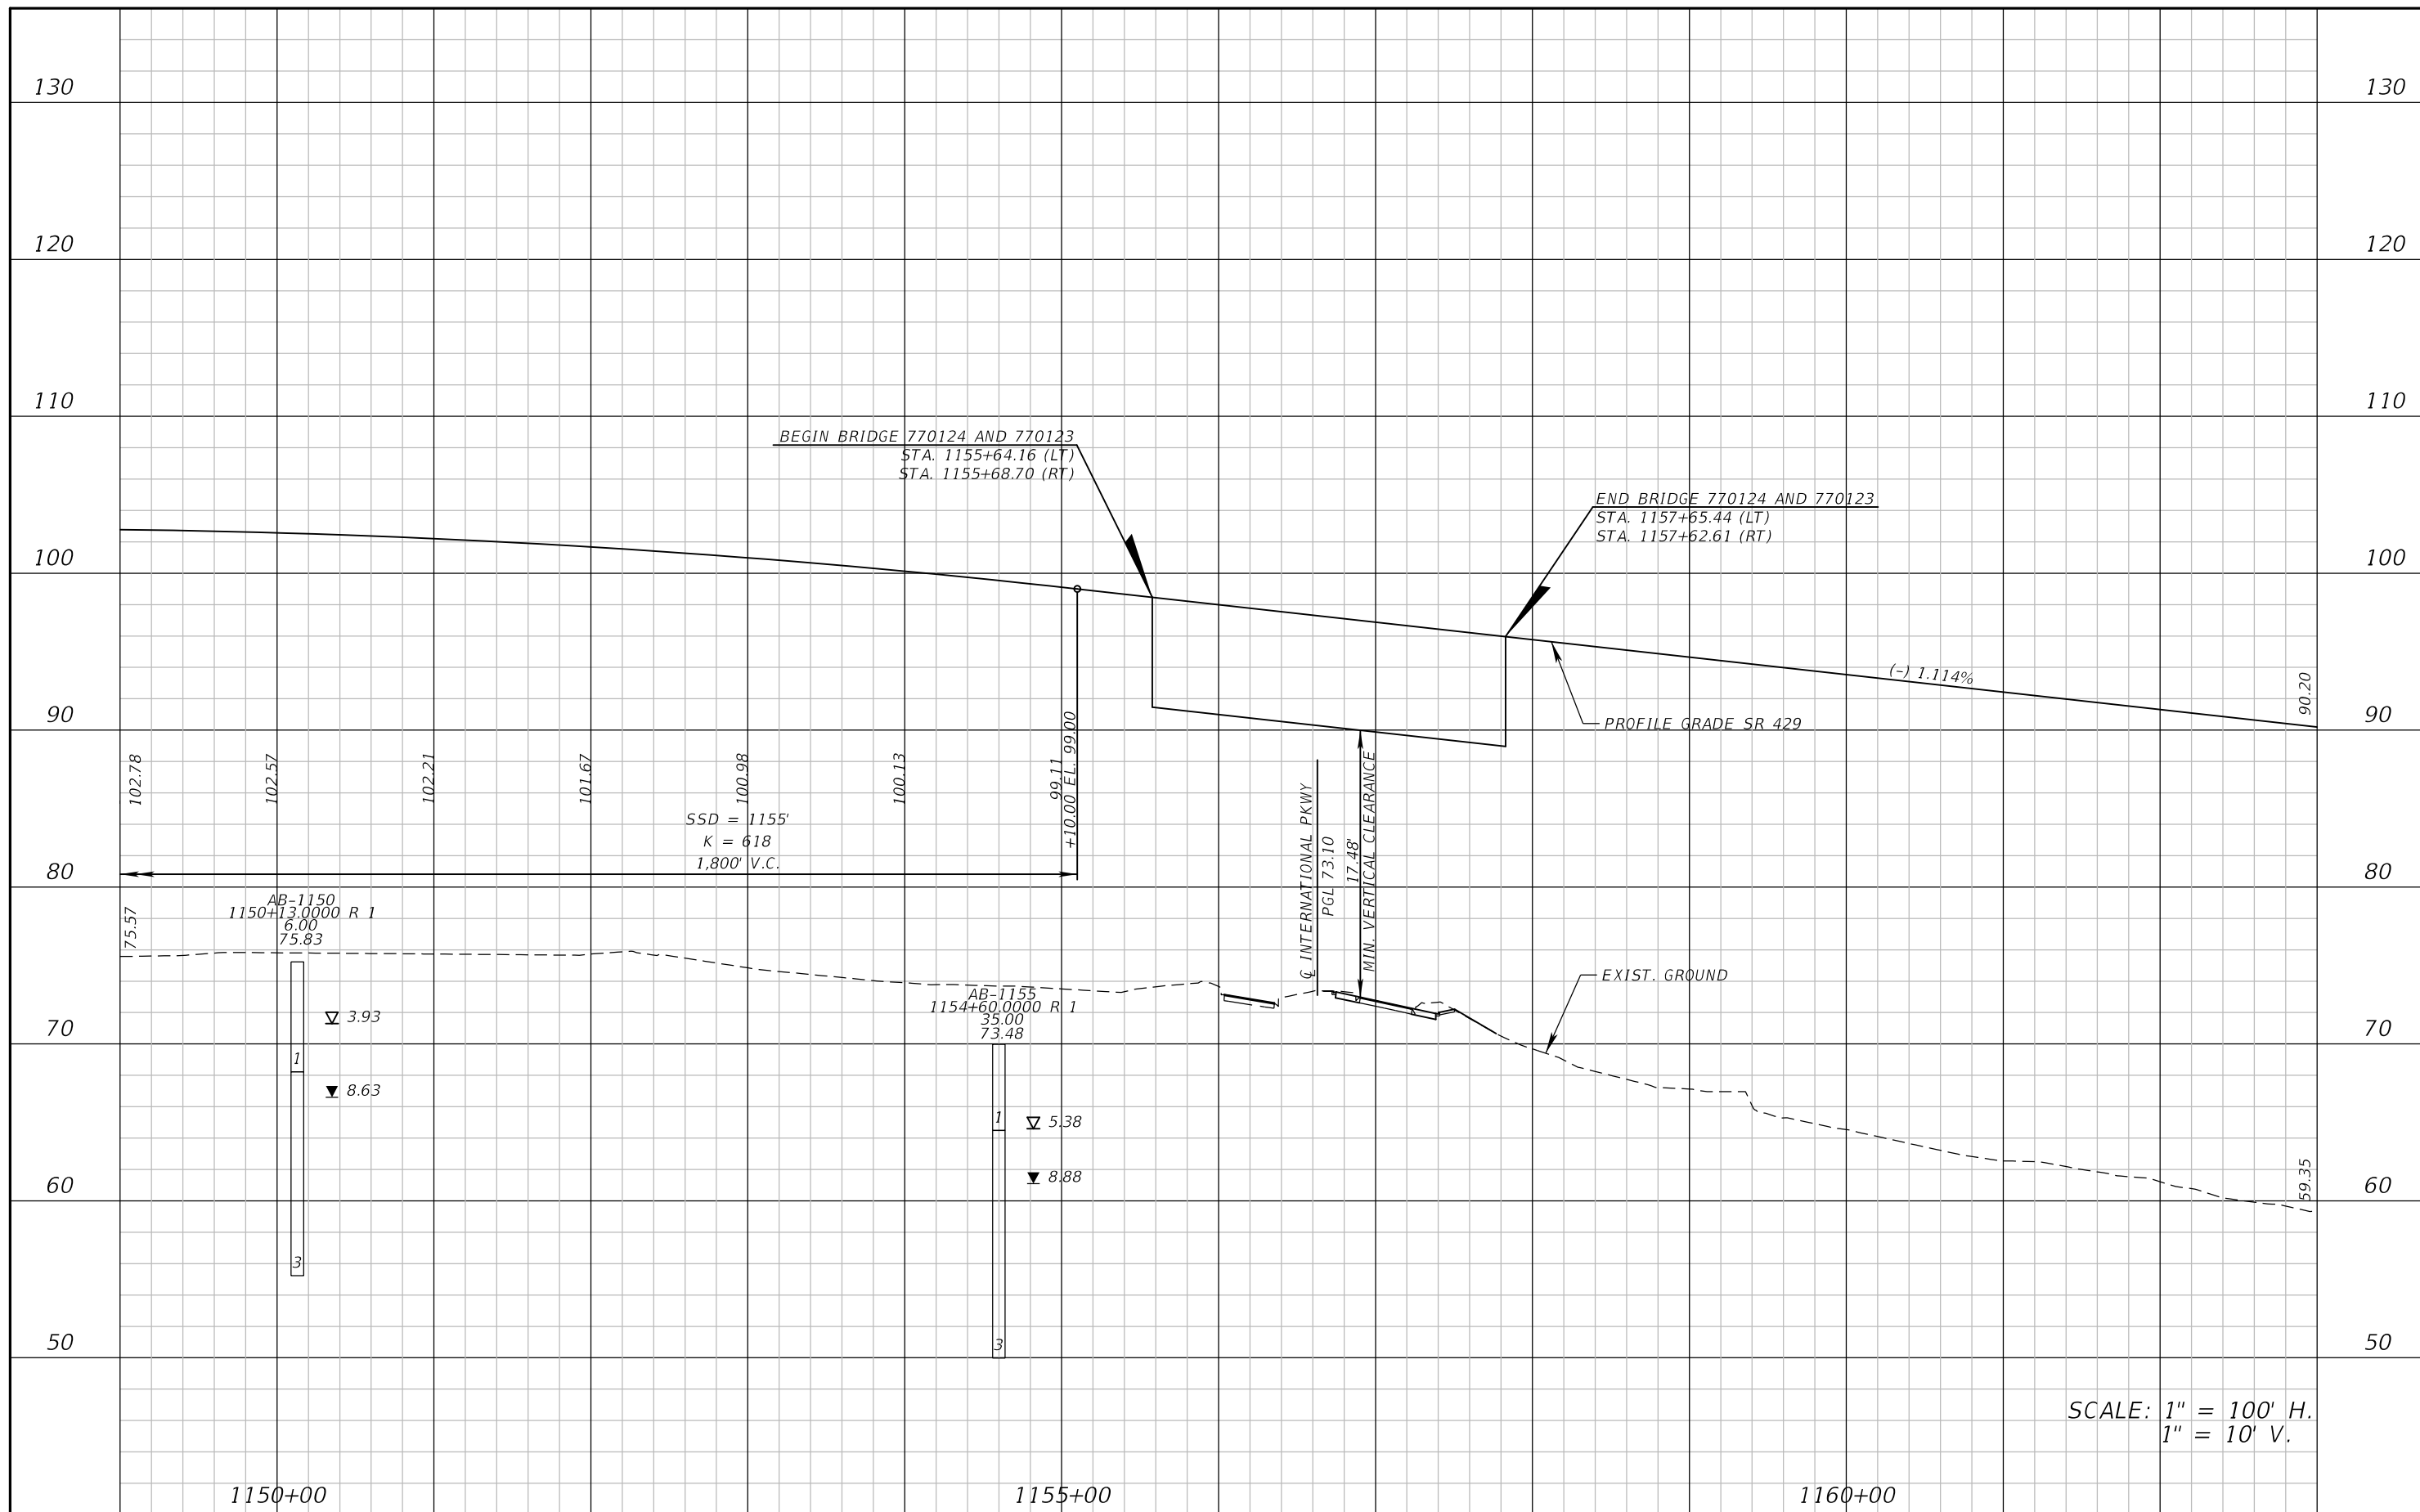 130
130
120
120
110
110
BEGIN BRIDGE 770124 AND 770123
STA. 1155+64.16 (LT)
STA. 1155+68.70 (RT)
END BRIDGE 770124 AND 770123
STA. 1157+65.44 (LT)
STA. 1157+62.61 (RT)
100
100
(-) 1.114%
90.20
PROFILE GRADE SR 429
90
90
102.78
102.57
102.21
101.67
100.98
100.13
99.11
+10.00 EL. 99.00
SSD = 1155'
K = 618
1,800' V.C.
℄ INTERNATIONAL PKWY
PGL 73.10
17.48'
MIN. VERTICAL CLEARANCE
80
80
75.57
AB-1150
1150+13.0000 R 1
6.00
75.83
EXIST. GROUND
AB-1155
1154+60.0000 R 1
35.00
73.48
70
70
3.93
1
8.63
1
5.38
8.88
59.35
60
60
3
3
50
50
SCALE: 1" = 100' H.
1" = 10' V.
1150+00
1155+00
1160+00